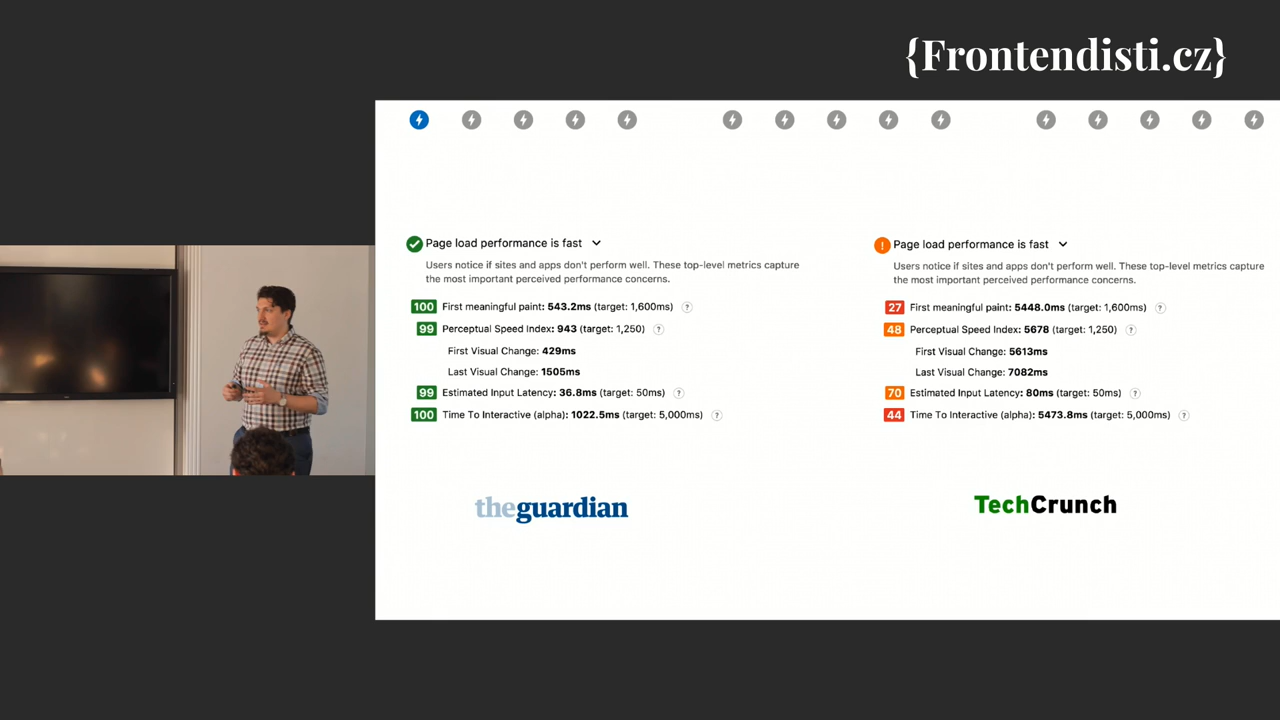 {Frontendisti.cz}
Page load performance is fast
Users notice if sites and apps don't perform well. These top-level metrics capture
the most important perceived performance concerns.
100 First meaningful paint: 543.2ms (target: 1,600ms) ?
99 Perceptual Speed Index: 943 (target: 1,250) ?
First Visual Change: 429ms
Last Visual Change: 1505ms
99 Estimated Input Latency: 36.8ms (target: 50ms) ?
100 Time To Interactive (alpha): 1022.5ms (target: 5,000ms) ?
theguardian
! Page load performance is fast
Users notice if sites and apps don't perform well. These top-level metrics capture
the most important perceived performance concerns.
27 First meaningful paint: 5448.0ms (target: 1,600ms) ?
48 Perceptual Speed Index: 5678 (target: 1,250) ?
First Visual Change: 5613ms
Last Visual Change: 7082ms
70 Estimated Input Latency: 80ms (target: 50ms) ?
44 Time To Interactive (alpha): 5473.8ms (target: 5,000ms) ?
TechCrunch